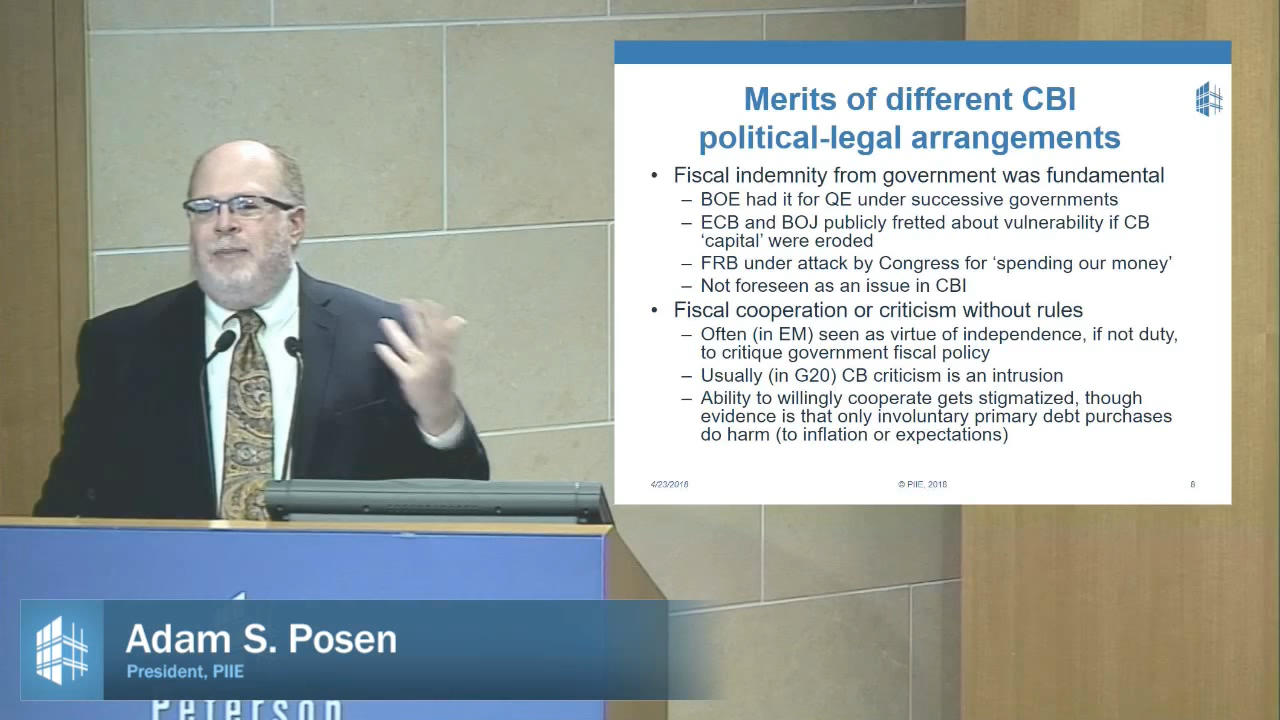 Merits of different CBI
political-legal arrangements
• Fiscal indemnity from government was fundamental
– BOE had it for QE under successive governments
– ECB and BOJ publicly fretted about vulnerability if CB
‘capital’ were eroded
– FRB under attack by Congress for ‘spending our money’
– Not foreseen as an issue in CBI
• Fiscal cooperation or criticism without rules
– Often (in EM) seen as virtue of independence, if not duty,
to critique government fiscal policy
– Usually (in G20) CB criticism is an intrusion
– Ability to willingly cooperate gets stigmatized, though
evidence is that only involuntary primary debt purchases
do harm (to inflation or expectations)
4/23/2018 © PIIE, 2018 8
Adam S. Posen
President, PIIE
Peterson